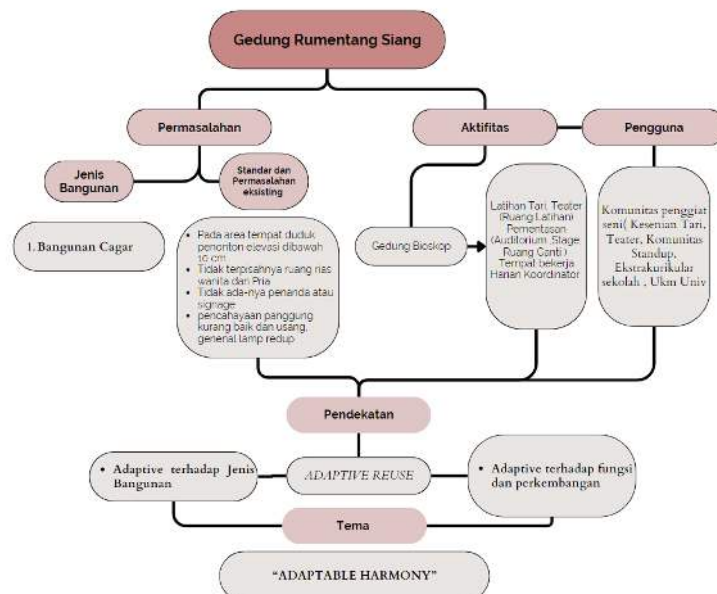 Gedung Rumentang Siang
Permasalahan
Aktifitas
Pengguna
Jenis
Bangunan
Standar dan
Permasalahan
eksisting
1. Bangunan Cagar
Pada area tempat duduk
penonton elevasi dibawah
10 cm
Tidak terpisahnya ruang rias
wanita dan Pria
Tidak ada-nya penanda atau
signage
pencahayaan panggung
kurang baik dan usang,
general lamp redup
Gedung Bioskop
Latihan Tari, Teater
(Ruang Latihan)
Pementasan
(Auditorium ,Stage,
Ruang Ganti )
Tempat bekerja
Harian Koordinator
Komunitas penggiat
seni( Kesenian Tari,
Teater, Komunitas
Standup,
Ekstrakurikular
sekolah , Ukm Univ
Pendekatan
Adaptive terhadap Jenis
Bangunan
ADAPTIVE REUSE
Adaptive terhadap fungsi
dan perkembangan
Tema
“ADAPTABLE HARMONY”